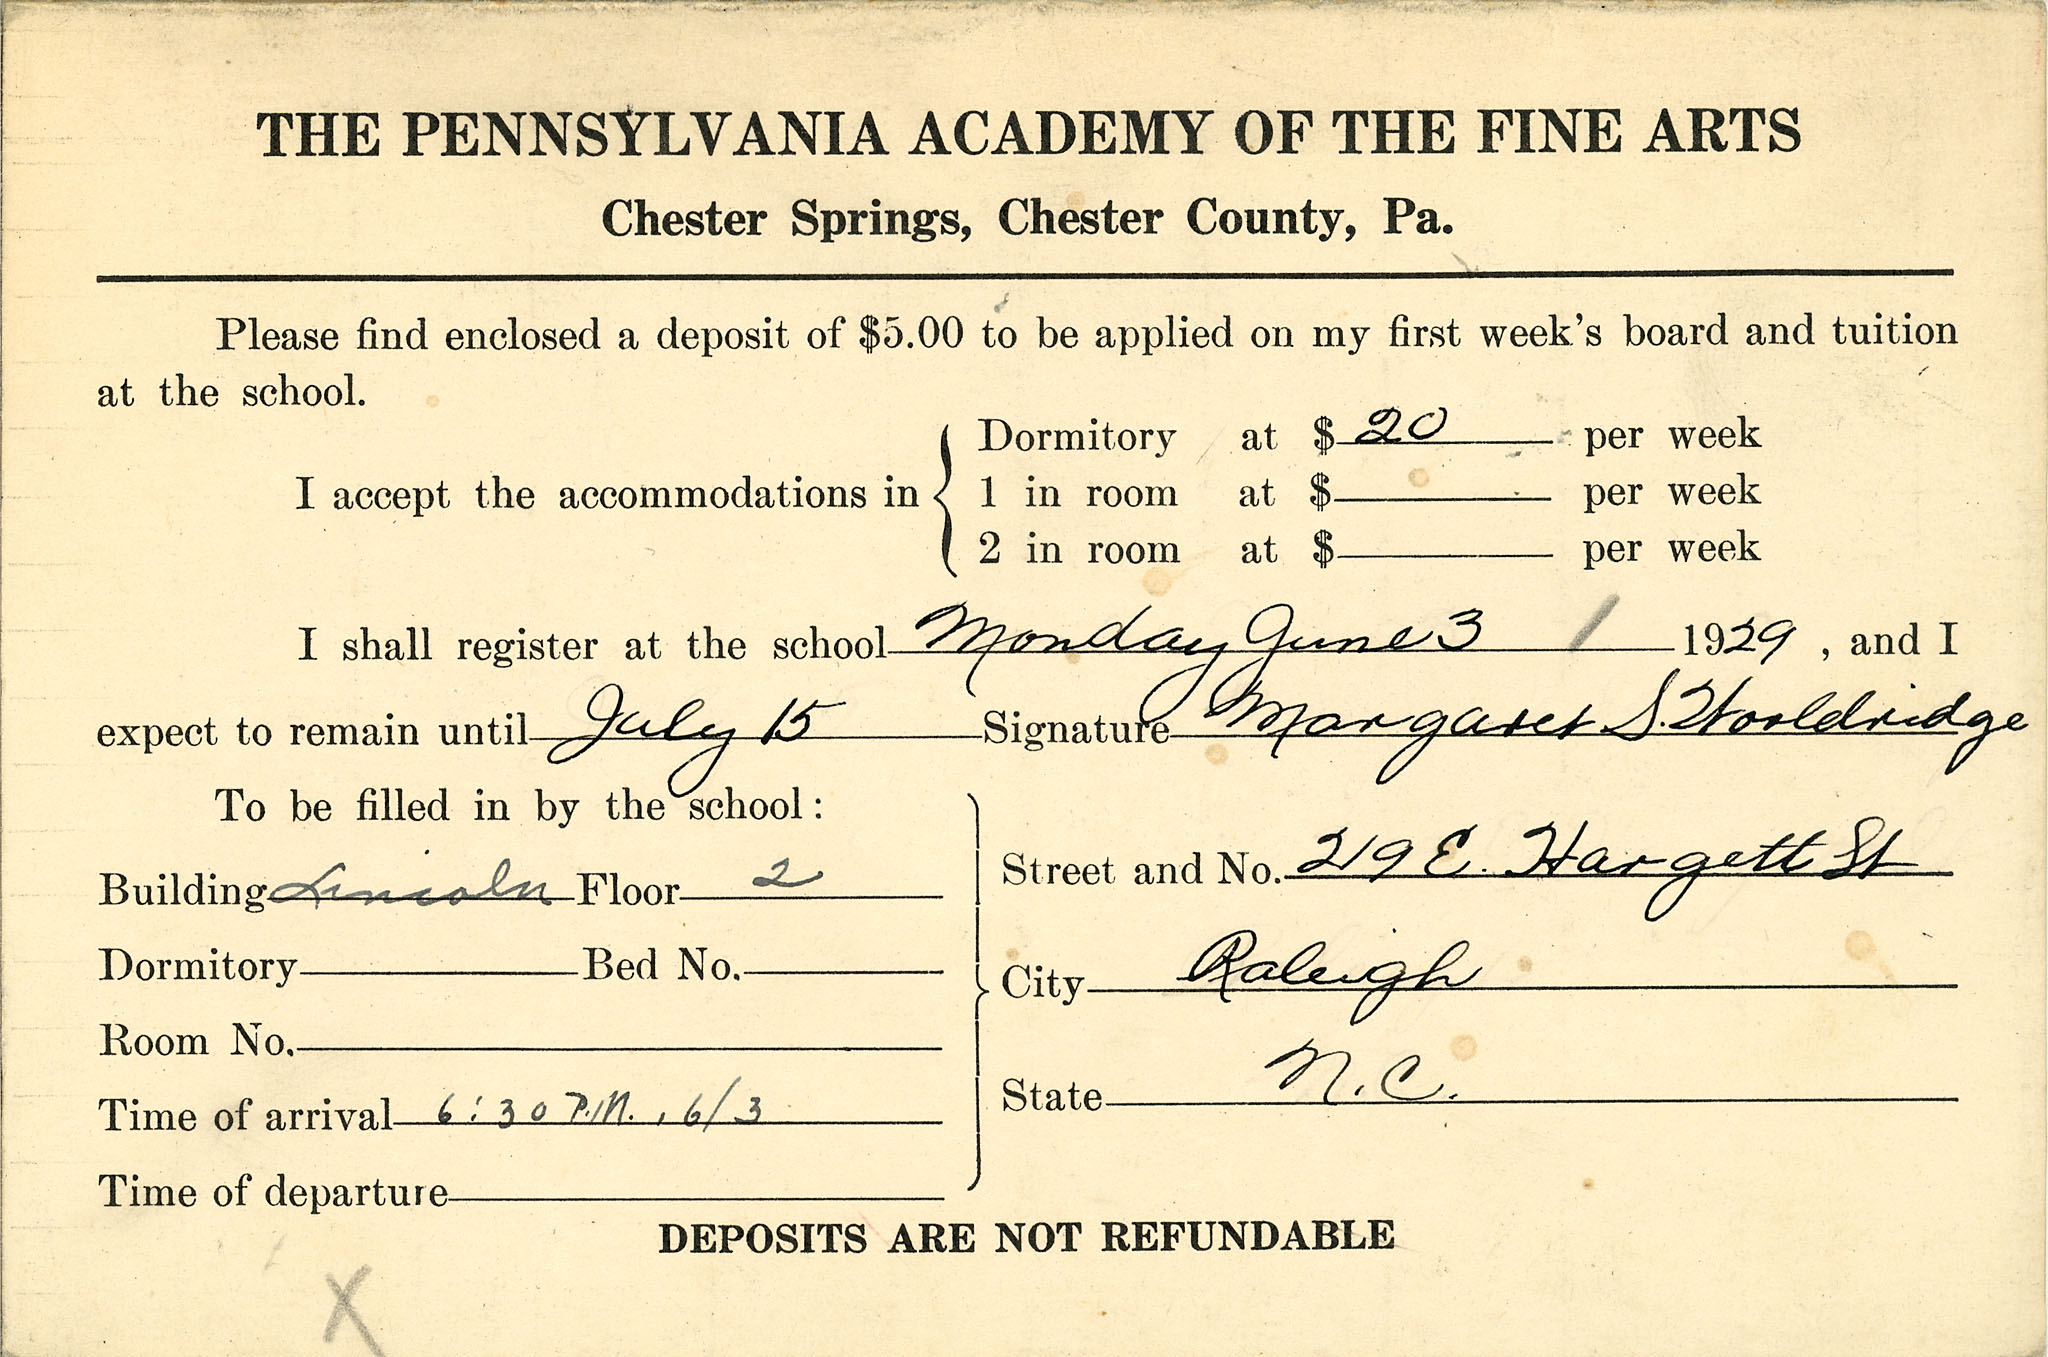 THE PENNSYLVANIA ACADEMY OF THE FINE ARTS
Chester Springs, Chester County, Pa.
Please find enclosed a deposit of $5.00 to be applied on my first week's board and tuition
at the school.
Dormitory at $ 20 per week
I accept the accommodations in 1 in room at $ per week
2 in room at $ per week
I shall register at the school Monday June 3 / 1929, and I
expect to remain until July 15 Signature Margaret S. Wooldridge
To be filled in by the school:
Street and No. 219 E. Hargett St
Building Lincoln Floor 2
Dormitory Bed No.
City Raleigh
Room No.
State N.C.
Time of arrival 6:30 P.M., 6/3
Time of departure
DEPOSITS ARE NOT REFUNDABLE
X